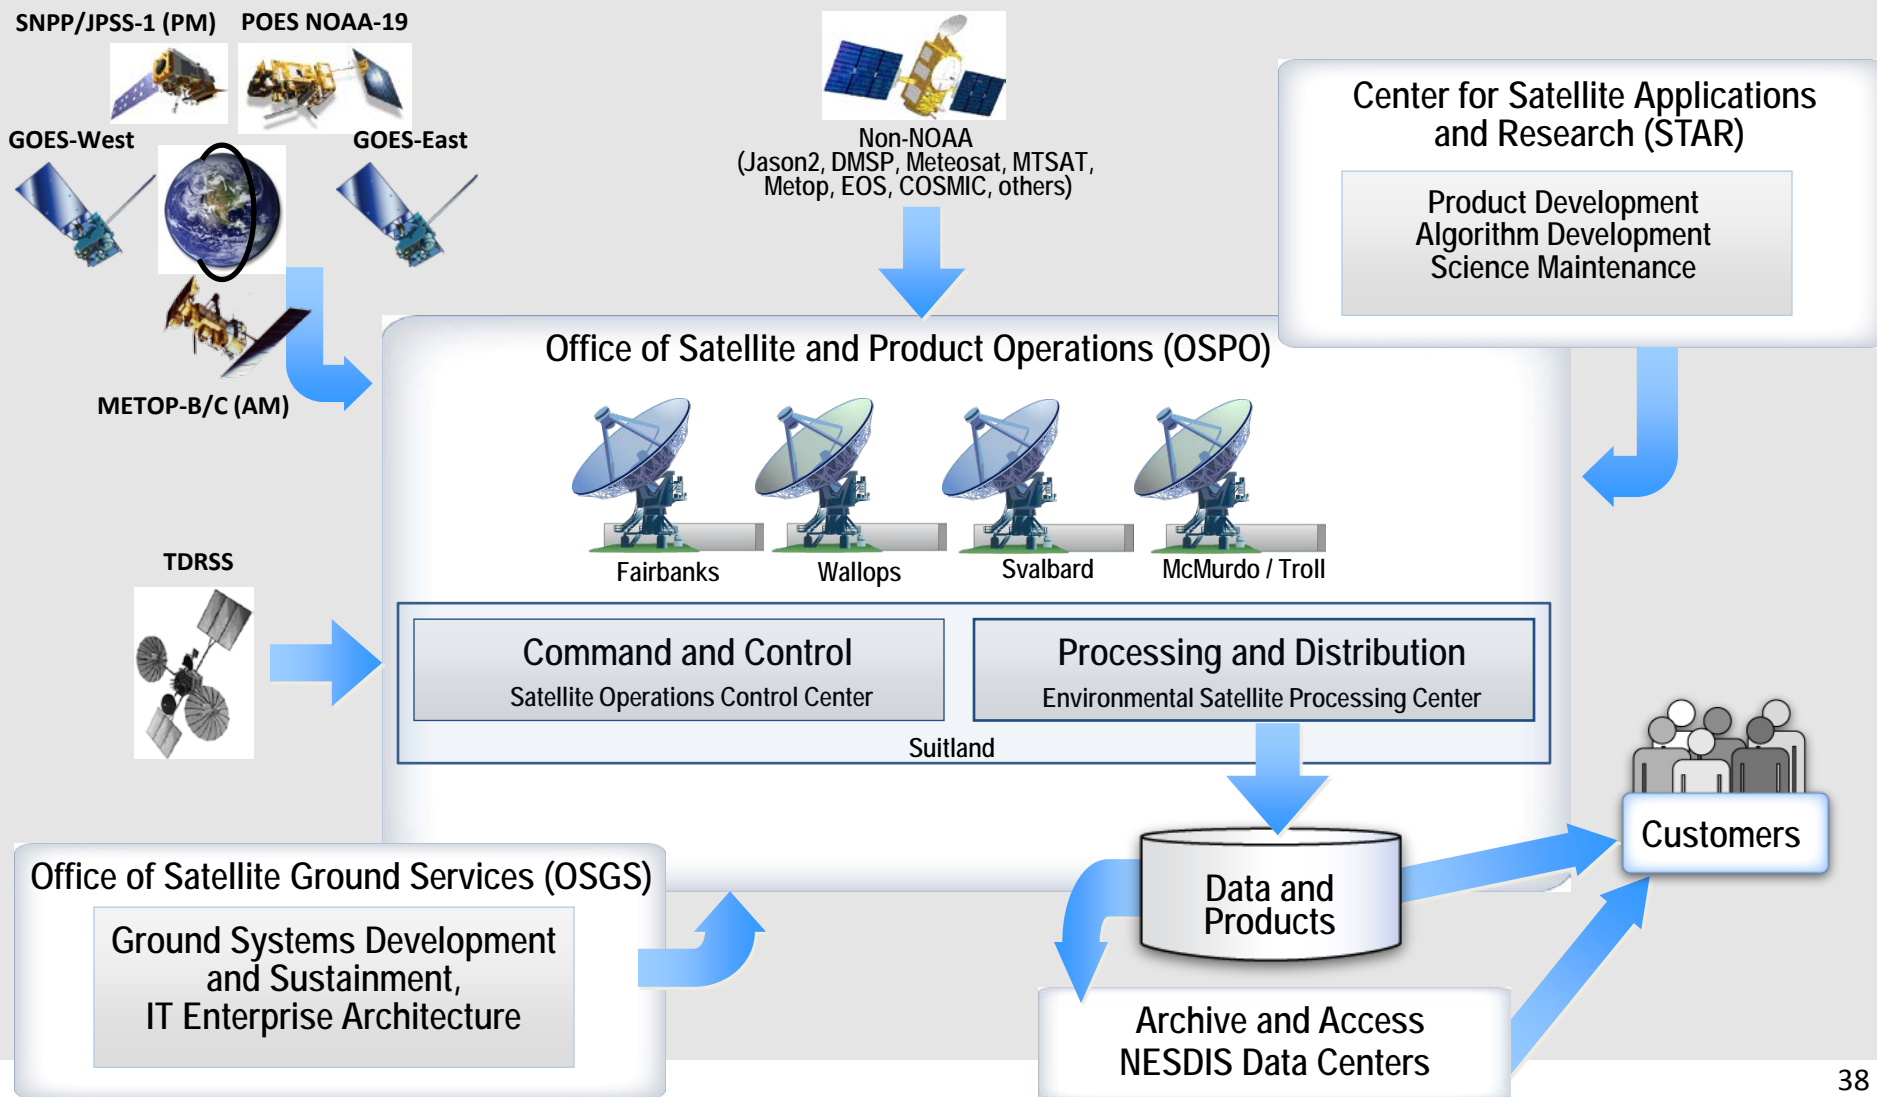 SNPP/JPSS-1 (PM)
POES NOAA-19
GOES-West
GOES-East
METOP-B/C (AM)
Non-NOAA
(Jason2, DMSP, Meteosat, MTSAT,
Metop, EOS, COSMIC, others)
Center for Satellite Applications
and Research (STAR)
Product Development
Algorithm Development
Science Maintenance
Office of Satellite and Product Operations (OSPO)
Fairbanks
Wallops
Svalbard
McMurdo / Troll
TDRSS
Command and Control
Satellite Operations Control Center
Processing and Distribution
Environmental Satellite Processing Center
Suitland
Customers
Office of Satellite Ground Services (OSGS)
Ground Systems Development
and Sustainment,
IT Enterprise Architecture
Data and
Products
Archive and Access
NESDIS Data Centers
38